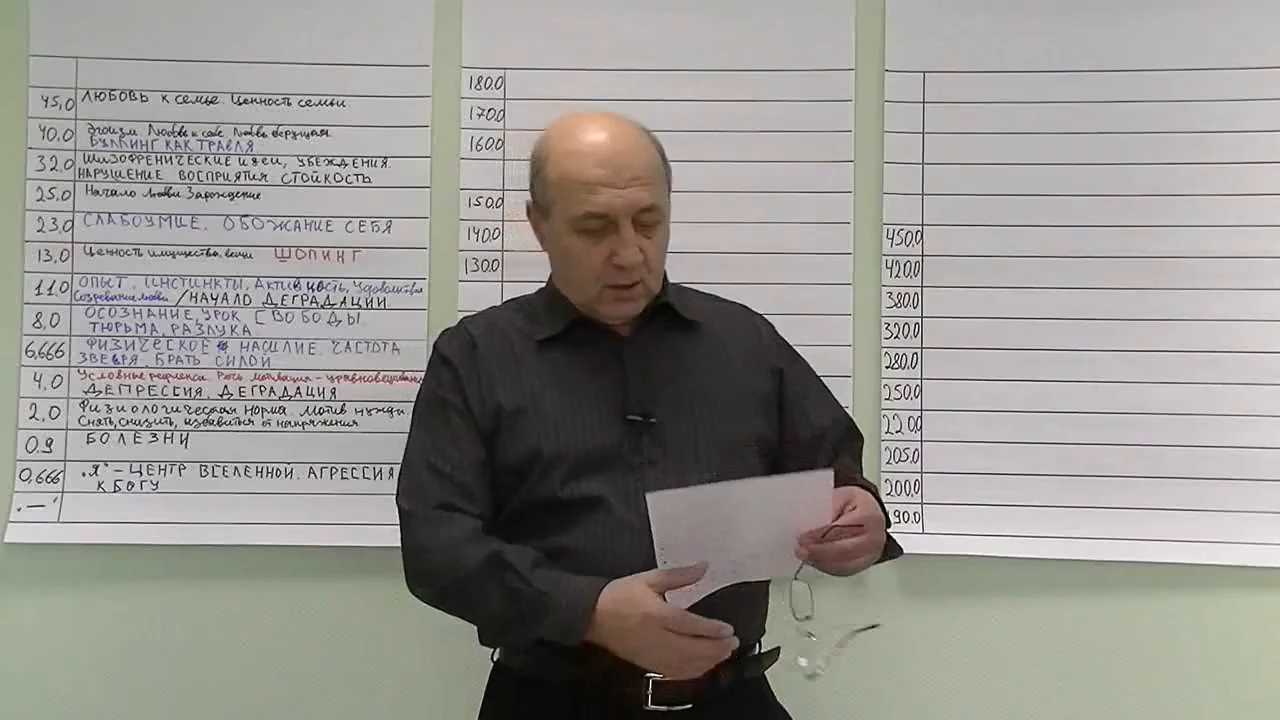 45,0 ЛЮБОВЬ К СЕМЬЕ. Ценность семьи
40,0 Эгоизм. Любовь к себе. Любовь берущая
БУЛЛИНГ КАК ТРАВЛЯ
32,0 ШИЗОФРЕНИЧЕСКИЕ ИДЕИ, УБЕЖДЕНИЯ.
НАРУШЕНИЕ ВОСПРИЯТИЯ СТОЙКОСТЬ
25,0 Начало Любви Зарождение
23,0 СЛАБОУМИЕ. ОБОЖАНИЕ СЕБЯ
13,0 Ценность имущества, вещи ШОПИНГ
11,0 ОПЫТ. ИНСТИНКТЫ, Активность, Удовольствия
Созревание любви / НАЧАЛО ДЕГРАДАЦИИ
8,0 ОСОЗНАНИЕ, УРОК СВОБОДЫ.
ТЮРЬМА, РАЗЛУКА
6,666 ФИЗИЧЕСКОЕ НАСИЛИЕ. ЧАСТОТА
ЗВЕРЯ. БРАТЬ СИЛОЙ
4,0 Условные рефлексы. Речь мотивация - уравновешивание
ДЕПРЕССИЯ, ДЕГРАДАЦИЯ
2,0 Физиологическая норма. мотив нужды.
Снять, снизить, избавиться от напряжения.
0.9 БОЛЕЗНИ
0,666 "Я" - ЦЕНТР ВСЕЛЕННОЙ. АГРЕССИЯ
К БОГУ
.—
180.0
170.0
160.0
150.0
140.0
130.0
450.0
420.0
380.0
320.0
280.0
250.0
220.0
205.0
200.0
90.0